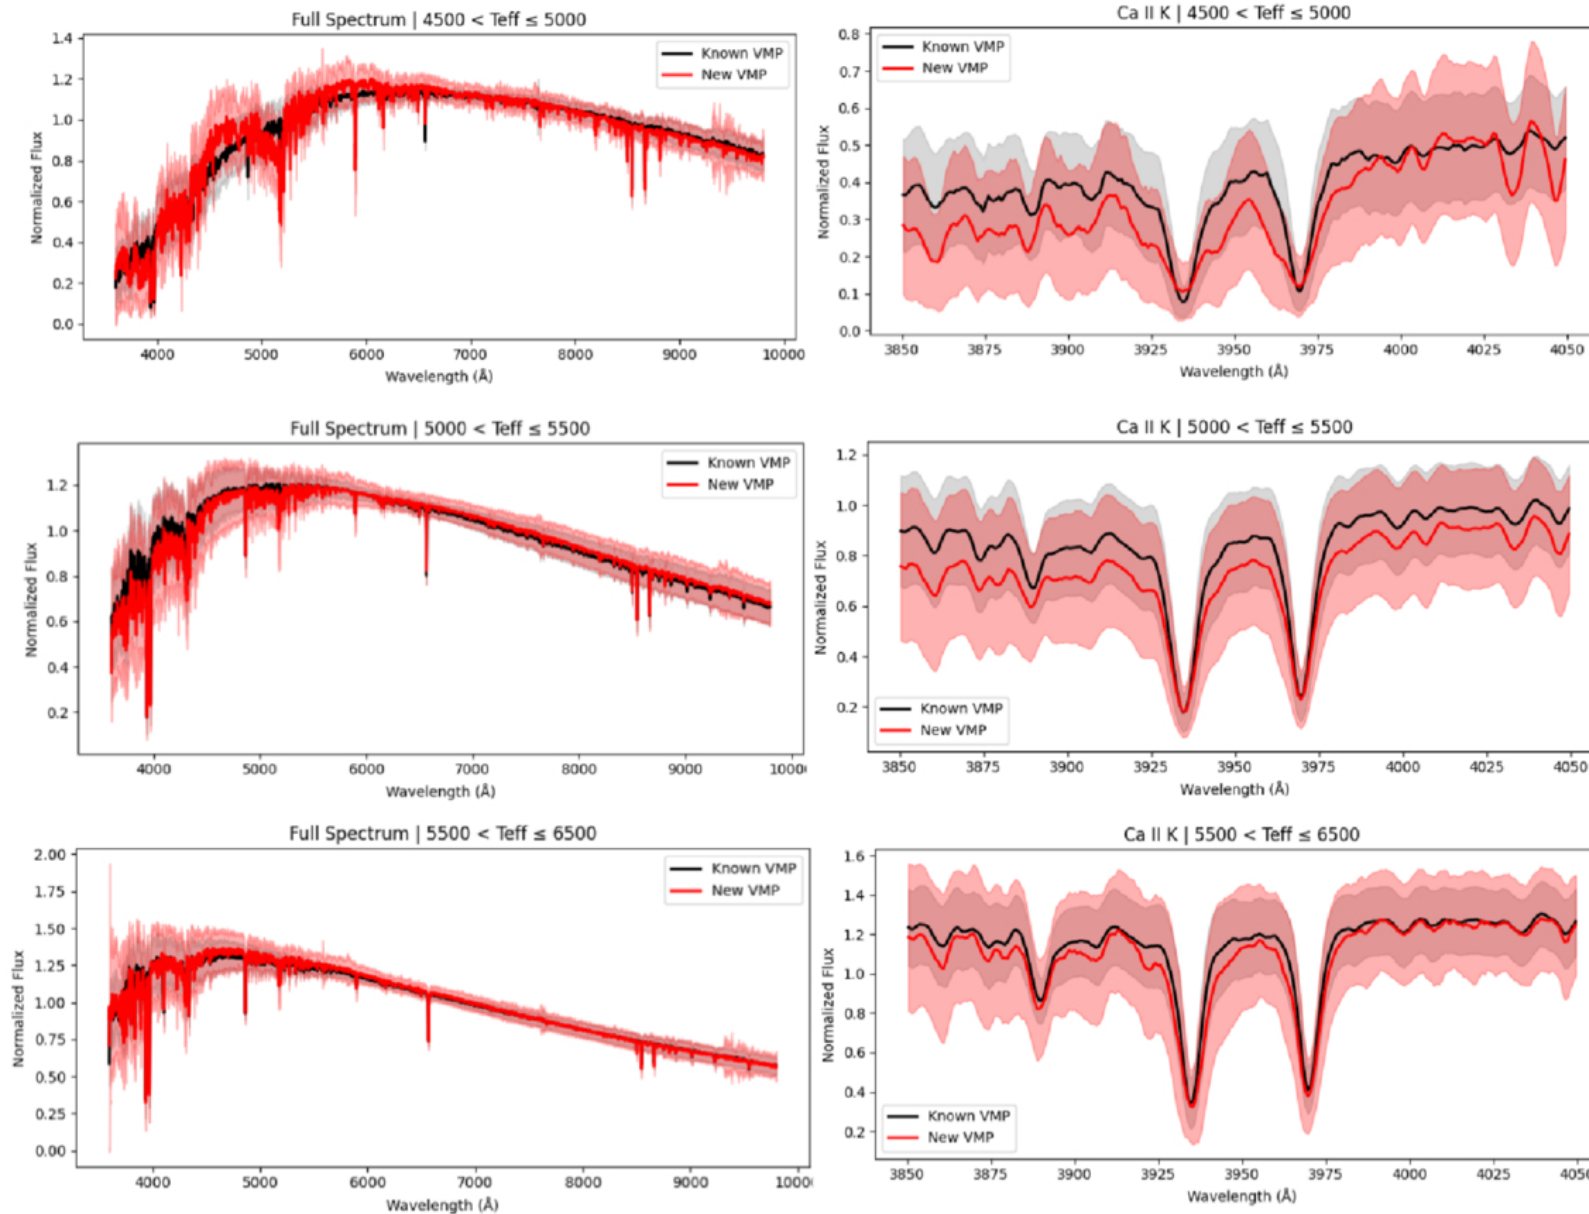 Full Spectrum | 4500 < Teff ≤ 5000
Normalized Flux
1.4
1.2
1.0
0.8
0.6
0.4
0.2
0.0
Known VMP
New VMP
4000 5000 6000 7000 8000 9000 10000
Wavelength (Å)
Ca II K | 4500 < Teff ≤ 5000
Normalized Flux
0.8
0.7
0.6
0.5
0.4
0.3
0.2
0.1
0.0
Known VMP
New VMP
3850 3875 3900 3925 3950 3975 4000 4025 4050
Wavelength (Å)
Full Spectrum | 5000 < Teff ≤ 5500
Normalized Flux
1.2
1.0
0.8
0.6
0.4
0.2
Known VMP
New VMP
4000 5000 6000 7000 8000 9000 1000
Wavelength (Å)
Ca II K | 5000 < Teff ≤ 5500
Normalized Flux
1.2
1.0
0.8
0.6
0.4
0.2
Known VMP
New VMP
3850 3875 3900 3925 3950 3975 4000 4025 4050
Wavelength (Å)
Full Spectrum | 5500 < Teff ≤ 6500
Normalized Flux
2.00
1.75
1.50
1.25
1.00
0.75
0.50
0.25
0.00
Known VMP
New VMP
4000 5000 6000 7000 8000 9000 1000
Wavelength (Å)
Ca II K | 5500 < Teff ≤ 6500
Normalized Flux
1.6
1.4
1.2
1.0
0.8
0.6
0.4
0.2
Known VMP
New VMP
3850 3875 3900 3925 3950 3975 4000 4025 4050
Wavelength (Å)